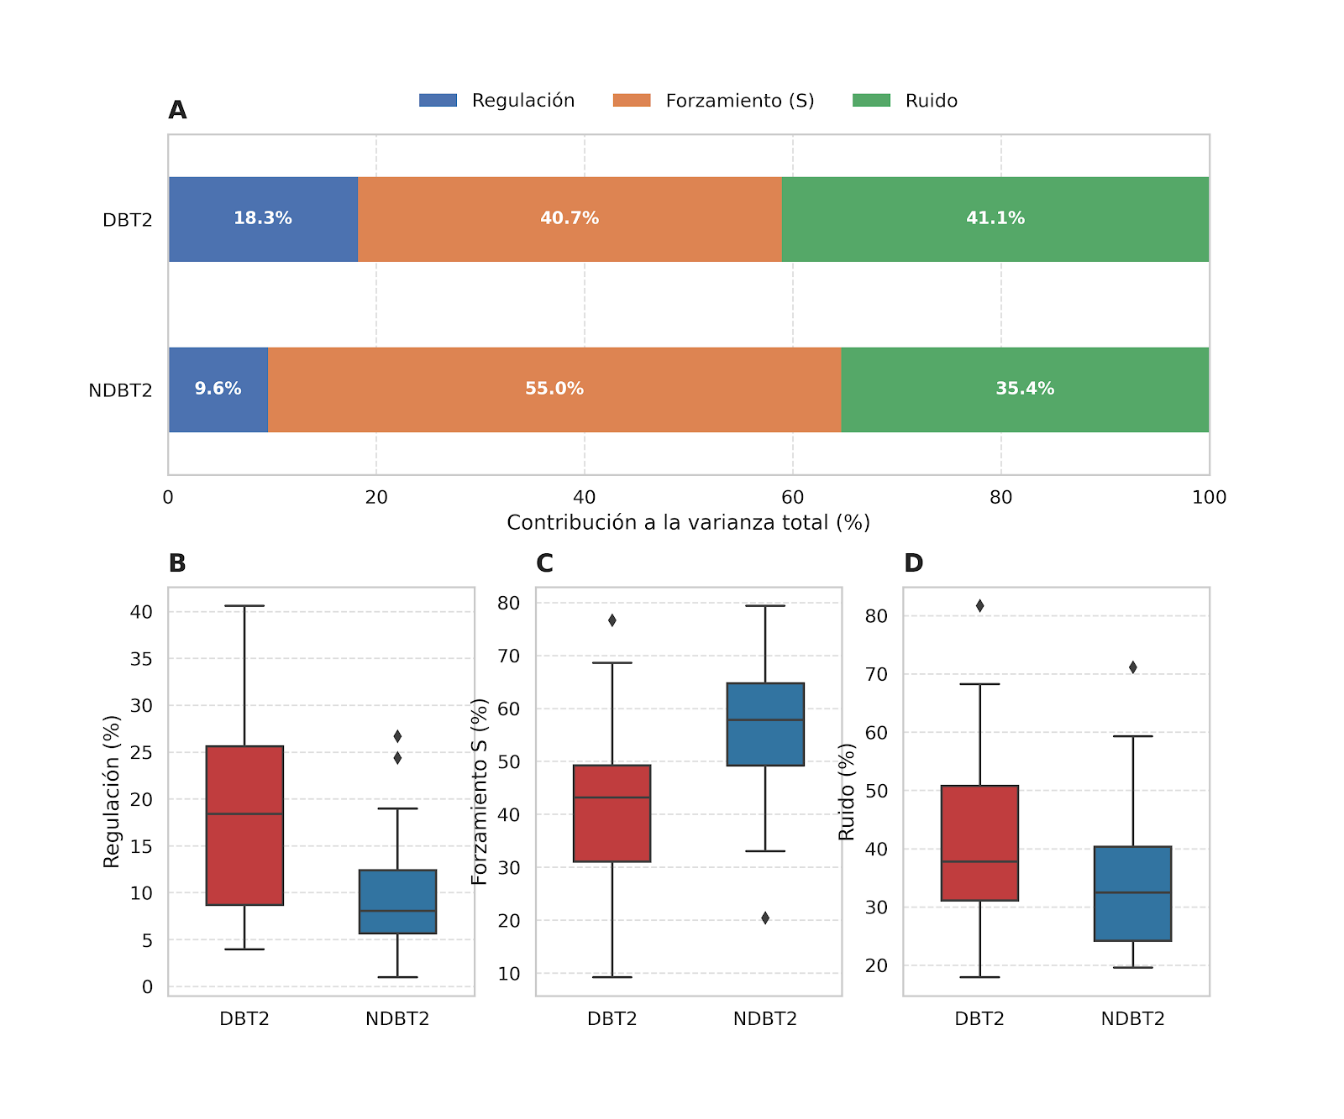 A
Regulación Forzamiento (S) Ruido
DBT2
18.3% 40.7% 41.1%
NDBT2
9.6% 55.0% 35.4%
0 20 40 60 80 100
Contribución a la varianza total (%)
B
Regulación (%)
40
35
30
25
20
15
10
5
0
DBT2 NDBT2
C
Forzamiento S (%)
80
70
60
50
40
30
20
10
DBT2 NDBT2
D
Ruido (%)
80
70
60
50
40
30
20
DBT2 NDBT2